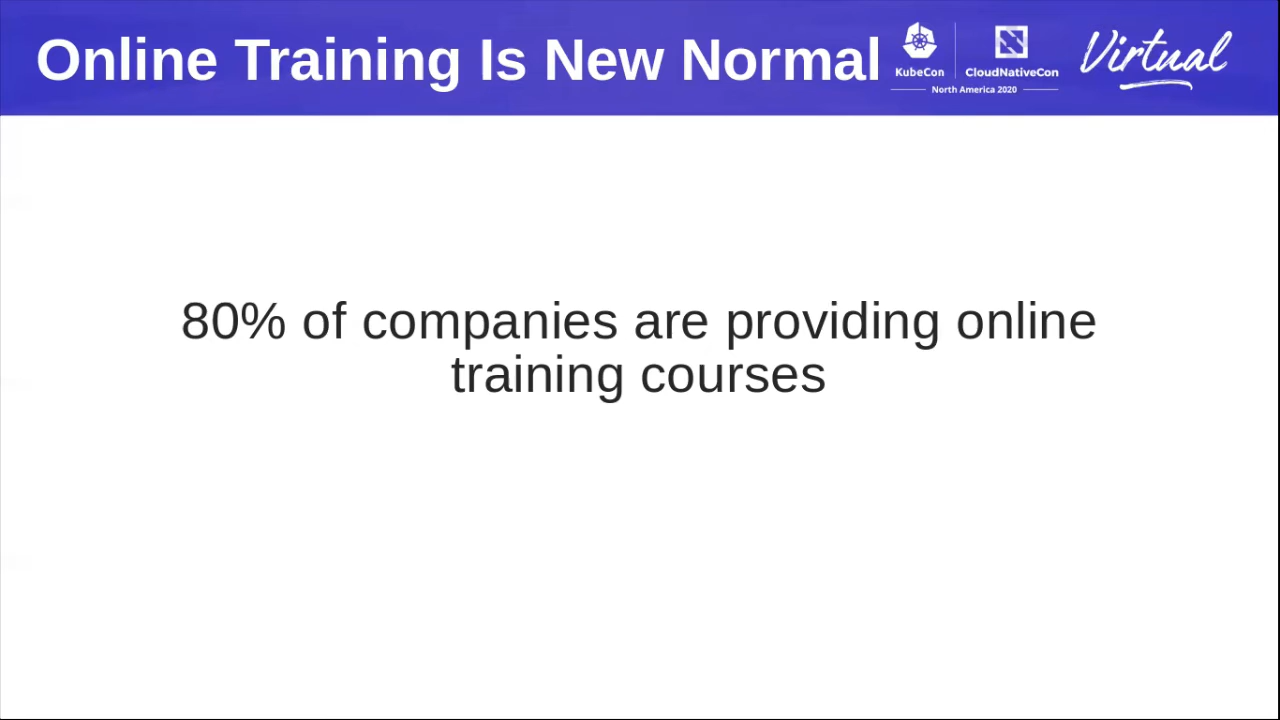 Online Training Is New Normal
KubeCon
CloudNativeCon
North America 2020
Virtual
80% of companies are providing online
training courses